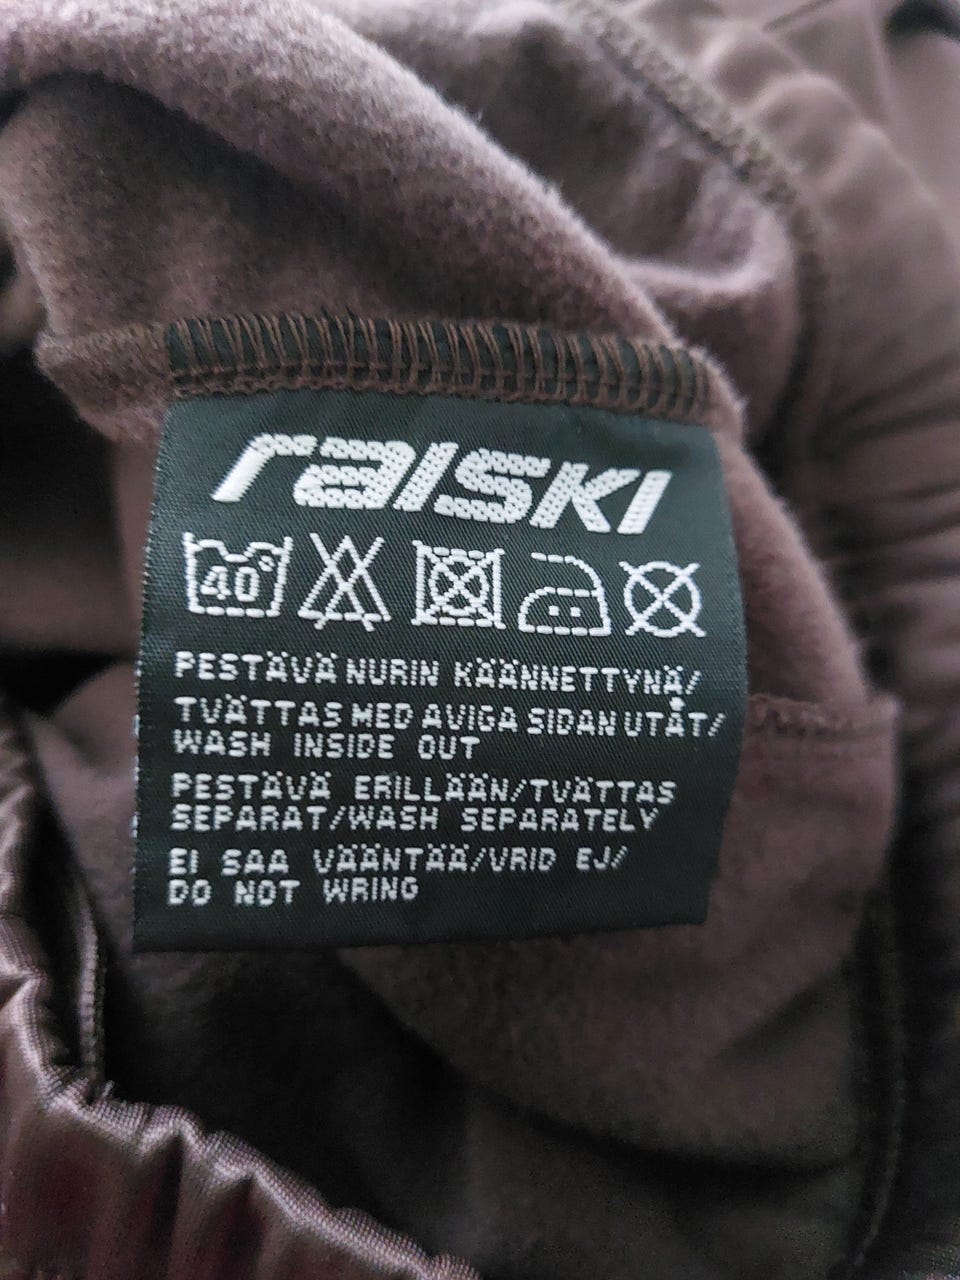 raiski
40°
PESTÄVÄ NURIN KÄÄNNETTYNÄ/
TVÄTTAS MED AVIGA SIDAN UTÅT/
WASH INSIDE OUT
PESTÄVÄ ERILLÄÄN/TVÄTTAS
SEPARAT/WASH SEPARATELY
EI SAA VÄÄNTÄÄ/VRID EJ/
DO NOT WRING